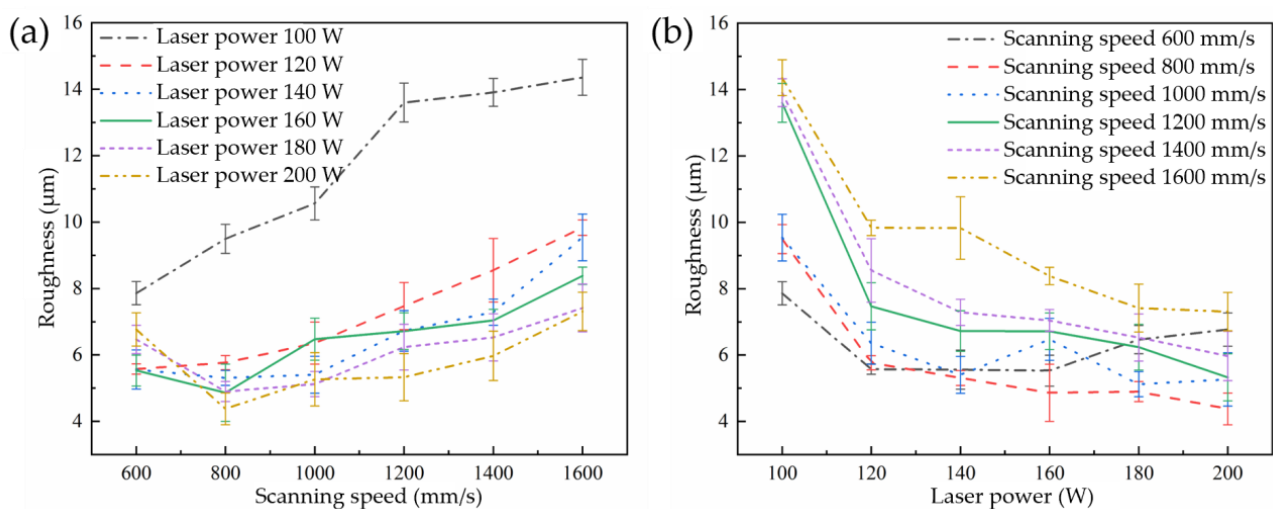 (a)
Laser power 100 W
Laser power 120 W
Laser power 140 W
Laser power 160 W
Laser power 180 W
Laser power 200 W
Roughness (μm)
16
14
12
10
8
6
4
600 800 1000 1200 1400 1600
Scanning speed (mm/s)
(b)
Scanning speed 600 mm/s
Scanning speed 800 mm/s
Scanning speed 1000 mm/s
Scanning speed 1200 mm/s
Scanning speed 1400 mm/s
Scanning speed 1600 mm/s
Roughness (μm)
16
14
12
10
8
6
4
100 120 140 160 180 200
Laser power (W)